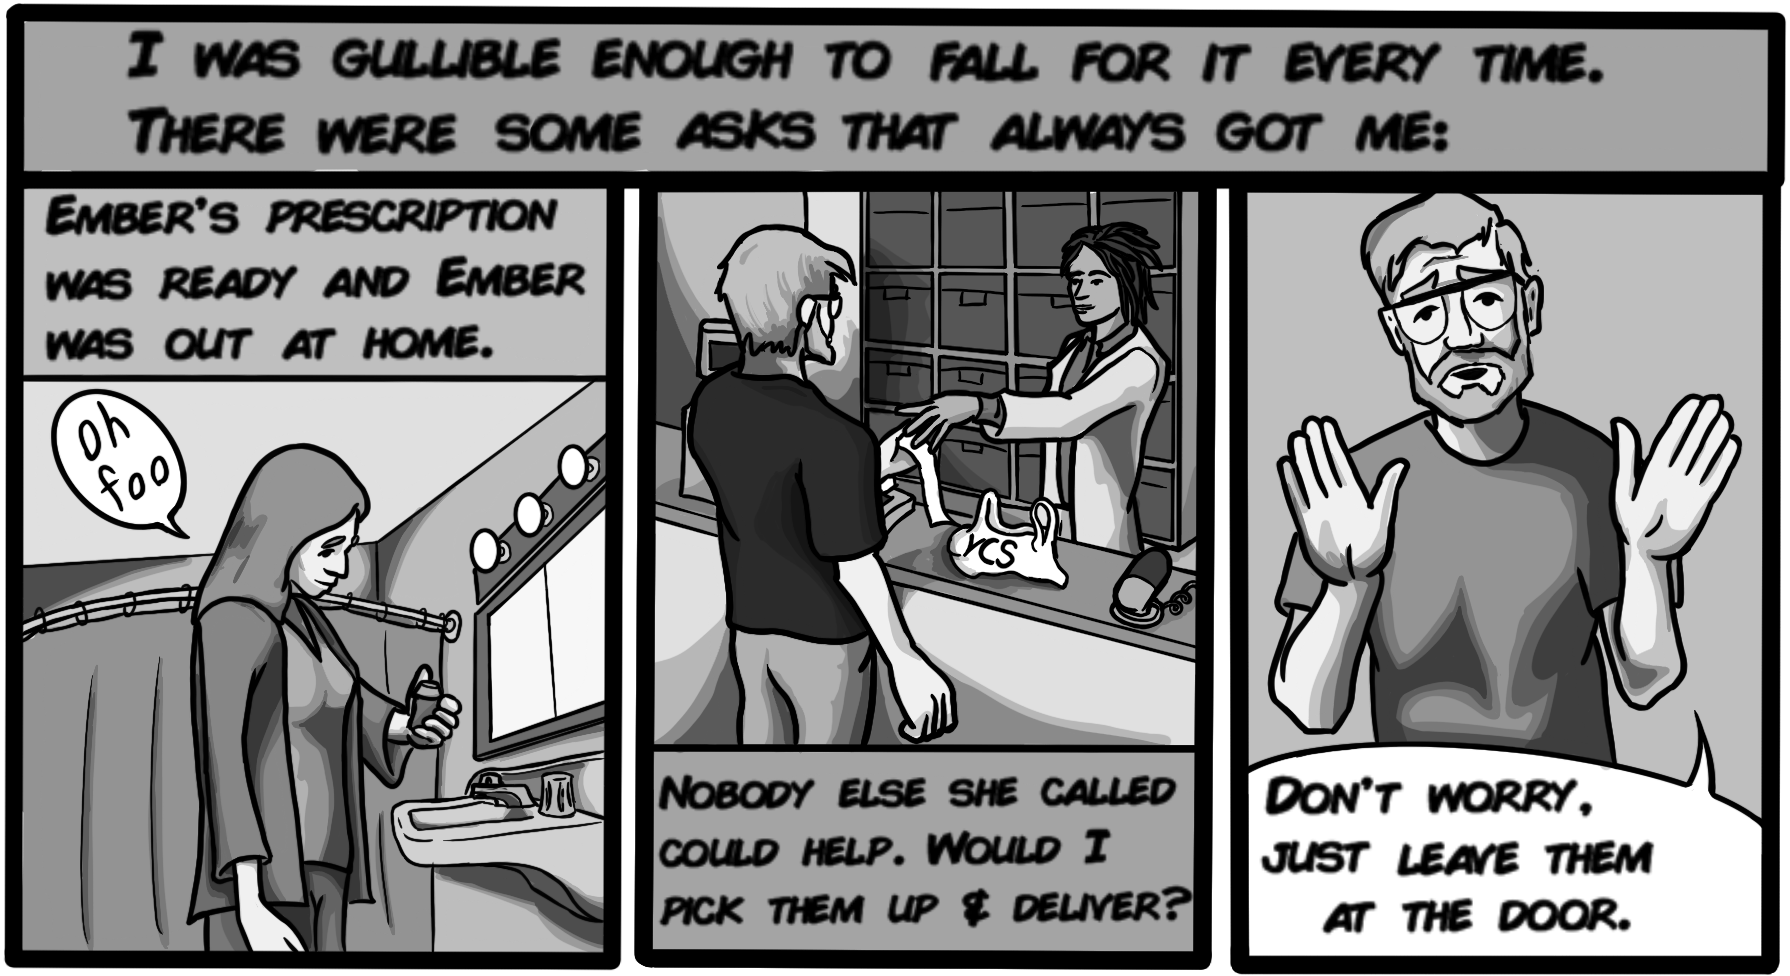 I WAS GULLIBLE ENOUGH TO FALL FOR IT EVERY TIME.
THERE WERE SOME ASKS THAT ALWAYS GOT ME:
EMBER'S PRESCRIPTION
WAS READY AND EMBER
WAS OUT AT HOME.
Oh
foo
YCS
NOBODY ELSE SHE CALLED
COULD HELP. WOULD I
PICK THEM UP & DELIVER?
DON'T WORRY,
JUST LEAVE THEM
AT THE DOOR.